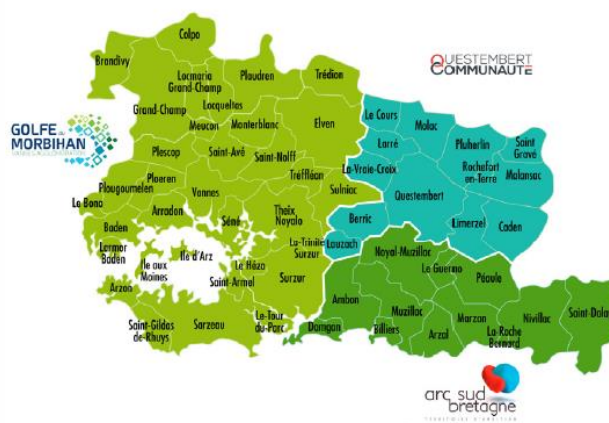 Colpo
Brandivy
Locmaria
Grand-Champ
Plaudren
Trédion
QUESTEMBERT
COMMUNAUTÉ
Grand-Champ
Locqueltas
Meucon
Monterblanc
Elven
Le Cours
Molac
Larré
Pluherlin
Saint
Gravé
GOLFE DU
MORBIHAN
Plescop
Saint-Avé
Saint-Nolff
La-Vraie-Croix
Rochefort
en-Terre
Malansac
Ploeren
Plougoumelen
Vannes
Treffléan
Sulniac
Questembert
Le Bono
Arradon
Séné
Theix
Noyalo
Berric
Limerzel
Caden
Baden
Larmor
Baden
Ile d'Arz
Ile aux
Moines
La-Trinité
Surzur
Lauzach
Noyal-Muzillac
Le Guerno
Péaule
Le Hézo
Saint-Armel
Surzur
Arzon
Ambon
Muzillac
Marzan
Nivillac
Saint-Dolay
Saint-Gildas
de-Rhuys
Sarzeau
Le-Tour
du-Parc
Damgan
Billiers
Arzal
La-Roche
Bernard
arc sud
bretagne